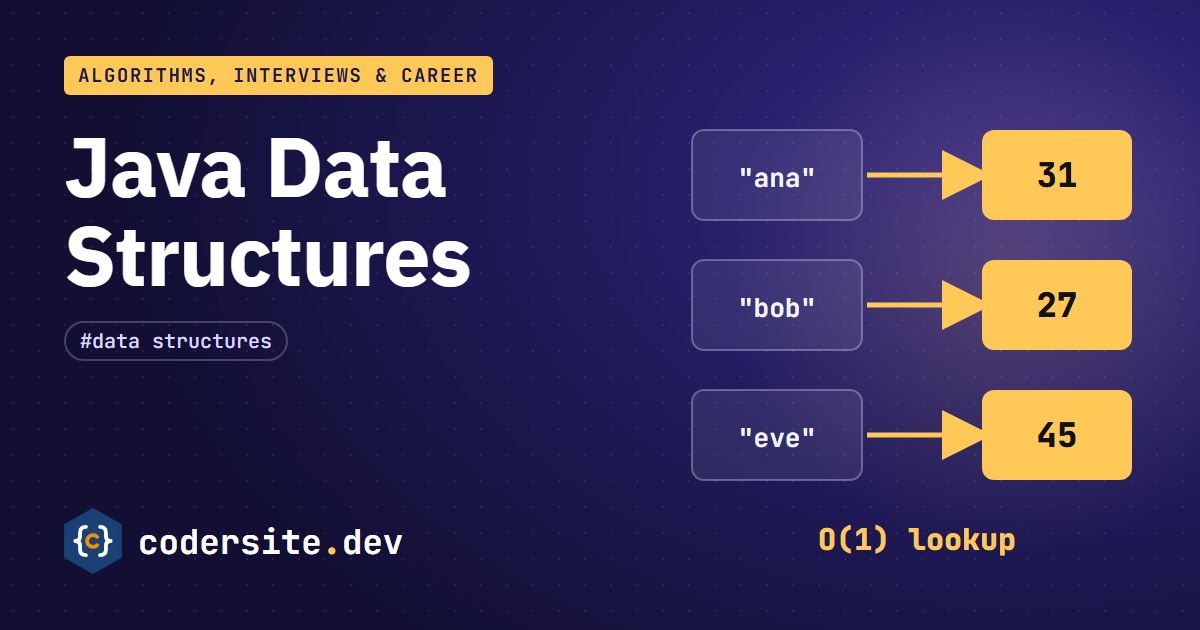 ALGORITHMS, INTERVIEWS & CAREER
Java Data
Structures
#data structures
"ana" 31
"bob" 27
"eve" 45
{c} codersite.dev
O(1) lookup